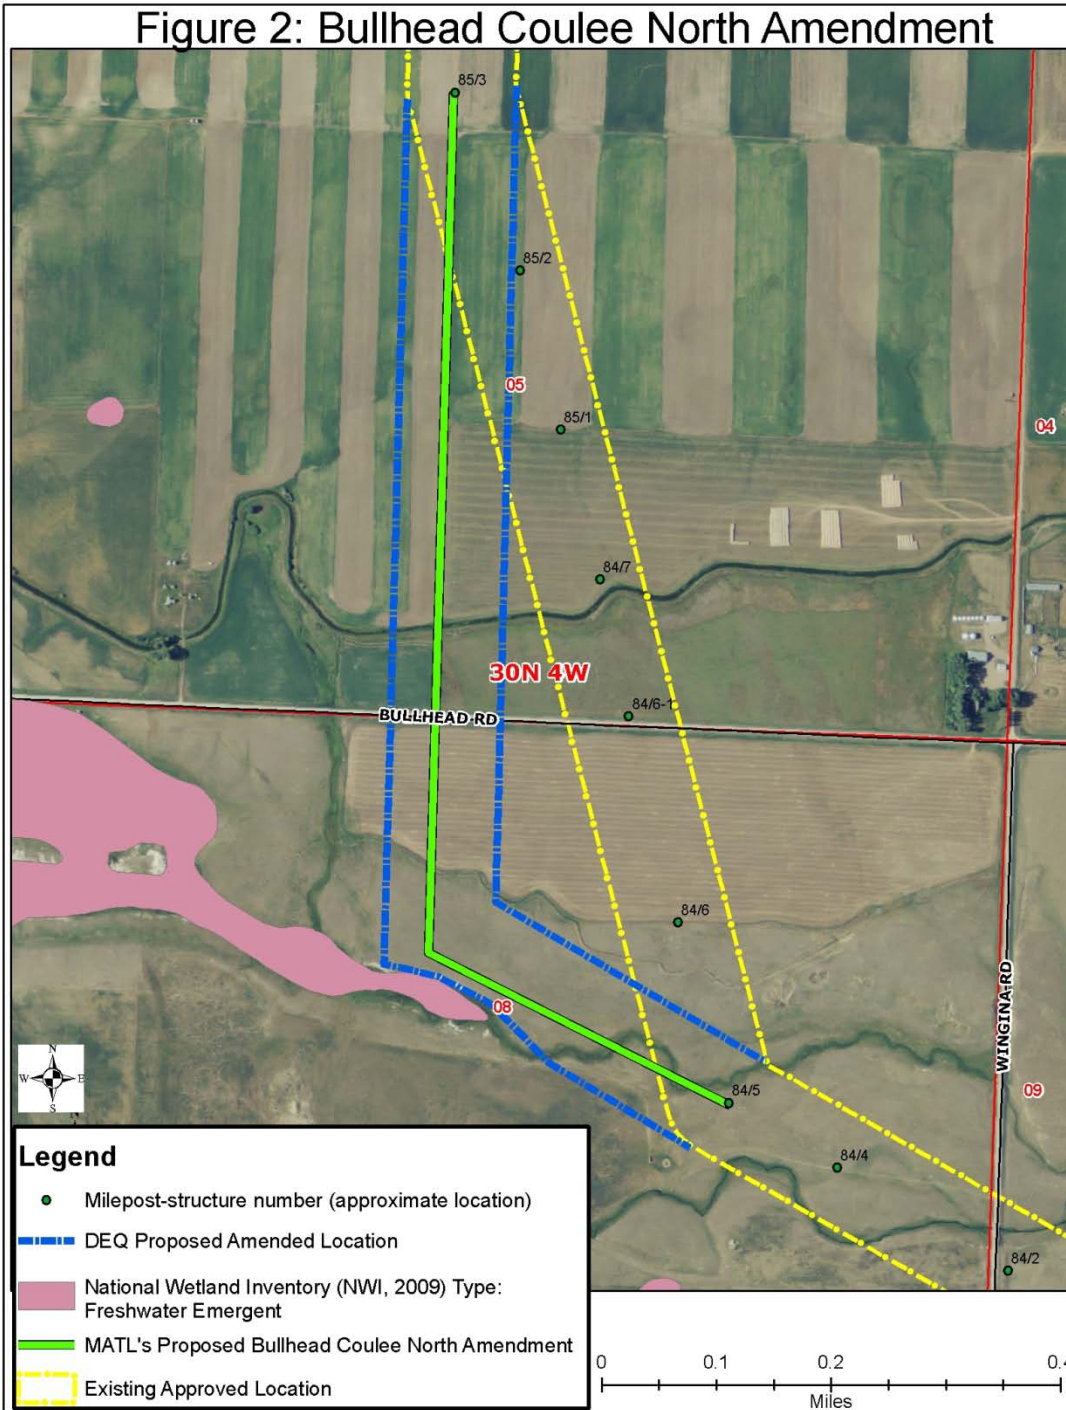 Figure 2: Bullhead Coulee North Amendment
85/3
85/2
05
85/1
04
84/7
30N 4W
84/6-1
BULLHEAD RD
84/6
08
WINGINA RD
N
W E
S
84/5
09
84/4
84/2
Legend
Milepost-structure number (approximate location)
DEQ Proposed Amended Location
National Wetland Inventory (NWI, 2009) Type:
Freshwater Emergent
MATL's Proposed Bullhead Coulee North Amendment
Existing Approved Location
0 0.1 0.2
Miles